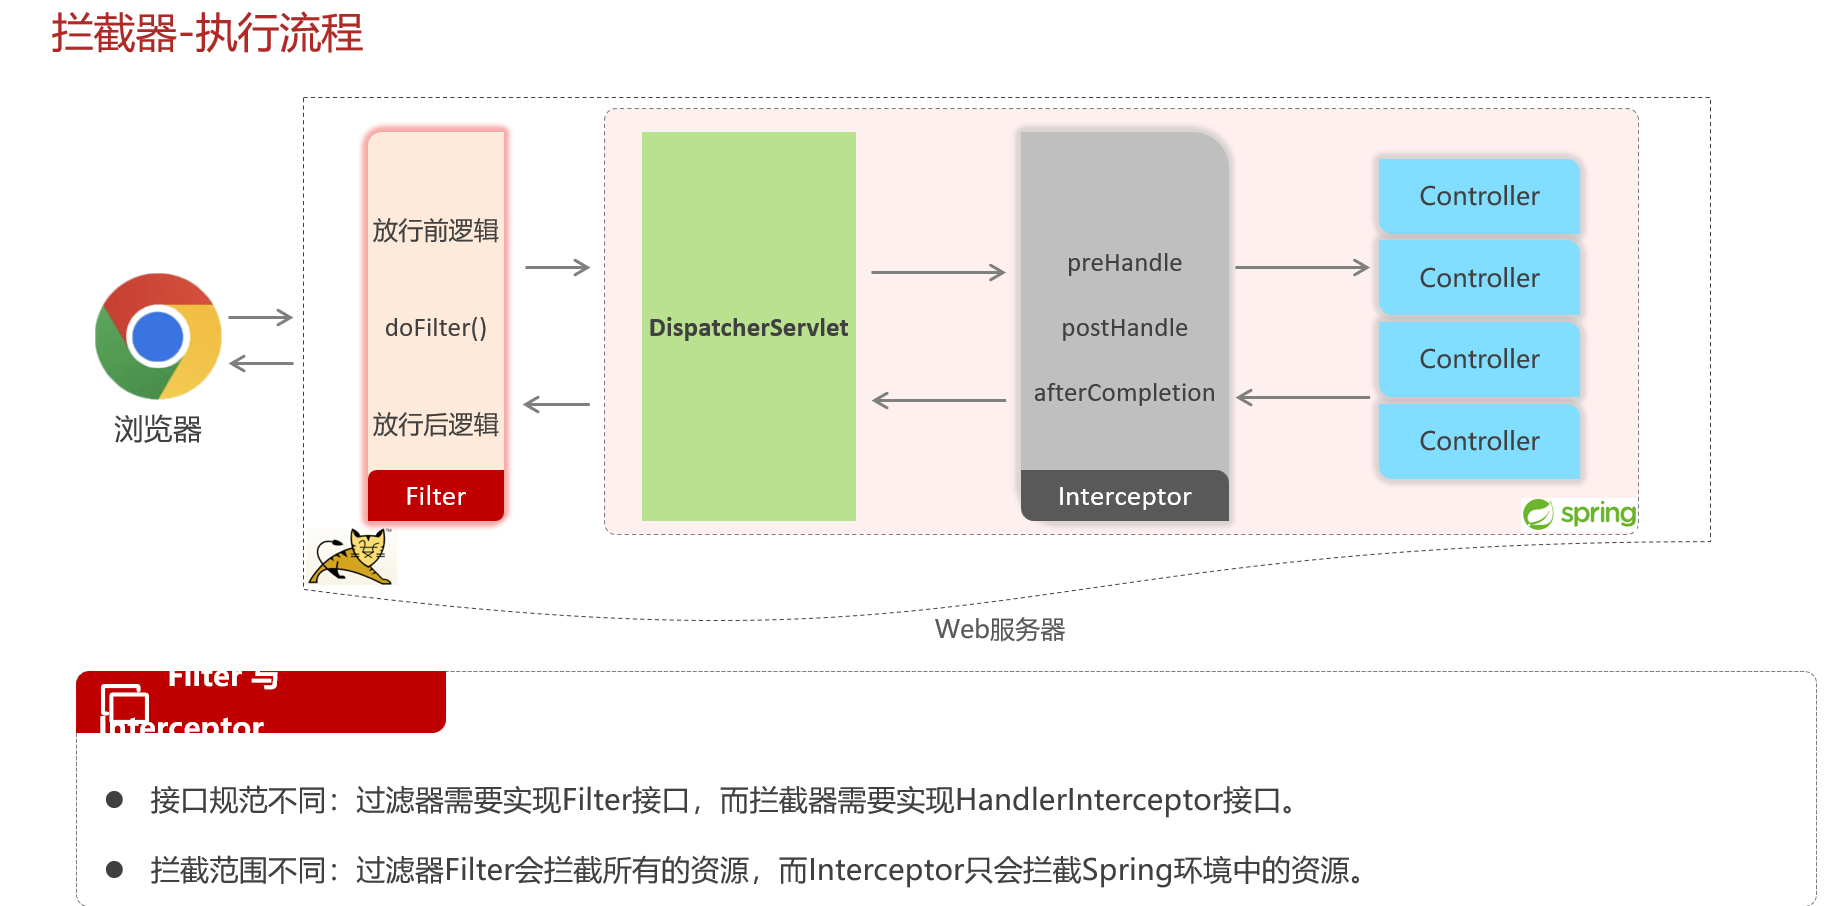 拦截器-执行流程
放行前逻辑
doFilter()
放行后逻辑
Filter
DispatcherServlet
preHandle
postHandle
afterCompletion
Interceptor
Controller
Controller
Controller
Controller
spring
浏览器
Web服务器
Filter 与
Interceptor
接口规范不同：过滤器需要实现Filter接口，而拦截器需要实现HandlerInterceptor接口。
拦截范围不同：过滤器Filter会拦截所有的资源，而Interceptor只会拦截Spring环境中的资源。